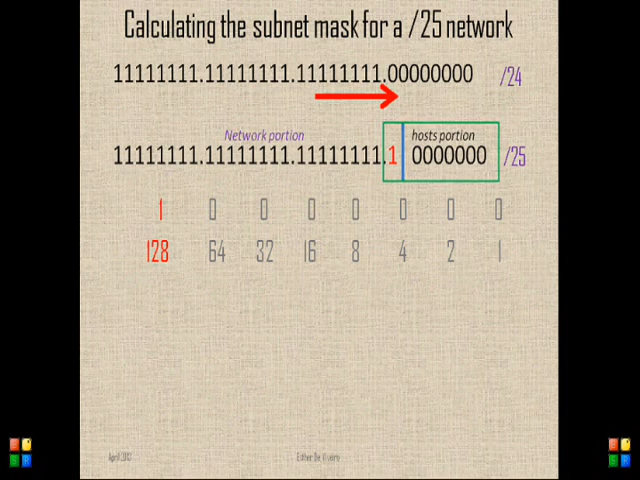 Calculating the subnet mask for a /25 network
11111111.11111111.11111111.00000000 /24
Network portion hosts portion
11111111.11111111.11111111.1 0000000 /25
1 0 0 0 0 0 0 0
128 64 32 16 8 4 2 1